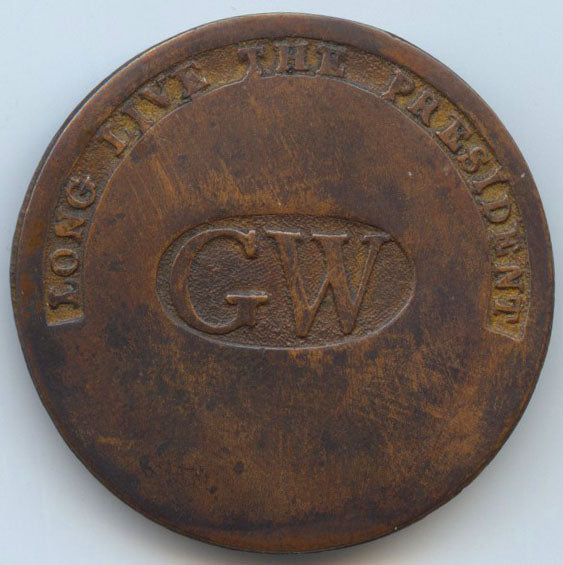 LONG LIVE THE PRESIDENT
GW